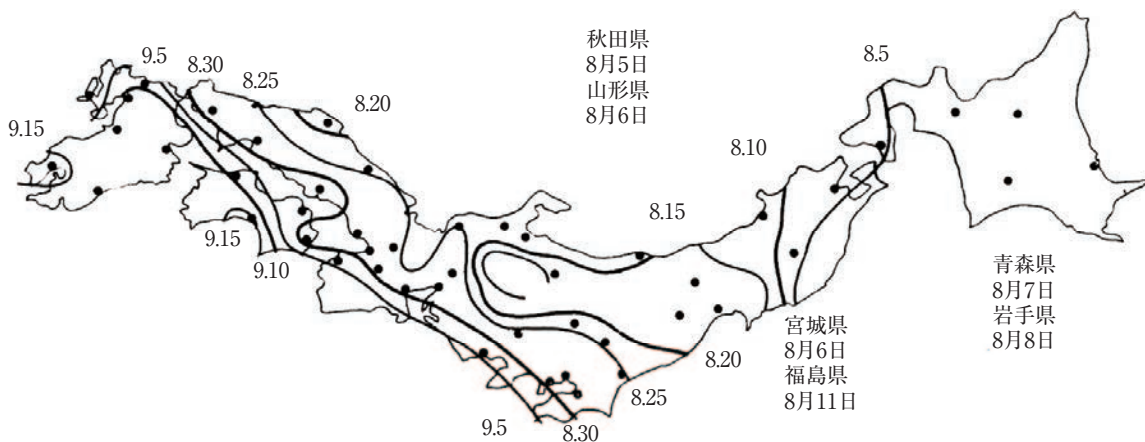 秋田県
8月5日
山形県
8月6日
9.5
8.30
8.25
8.20
8.5
9.15
8.10
8.15
9.15
9.10
青森県
8月7日
岩手県
8月8日
宮城県
8月6日
福島県
8月11日
8.20
8.25
9.5
8.30